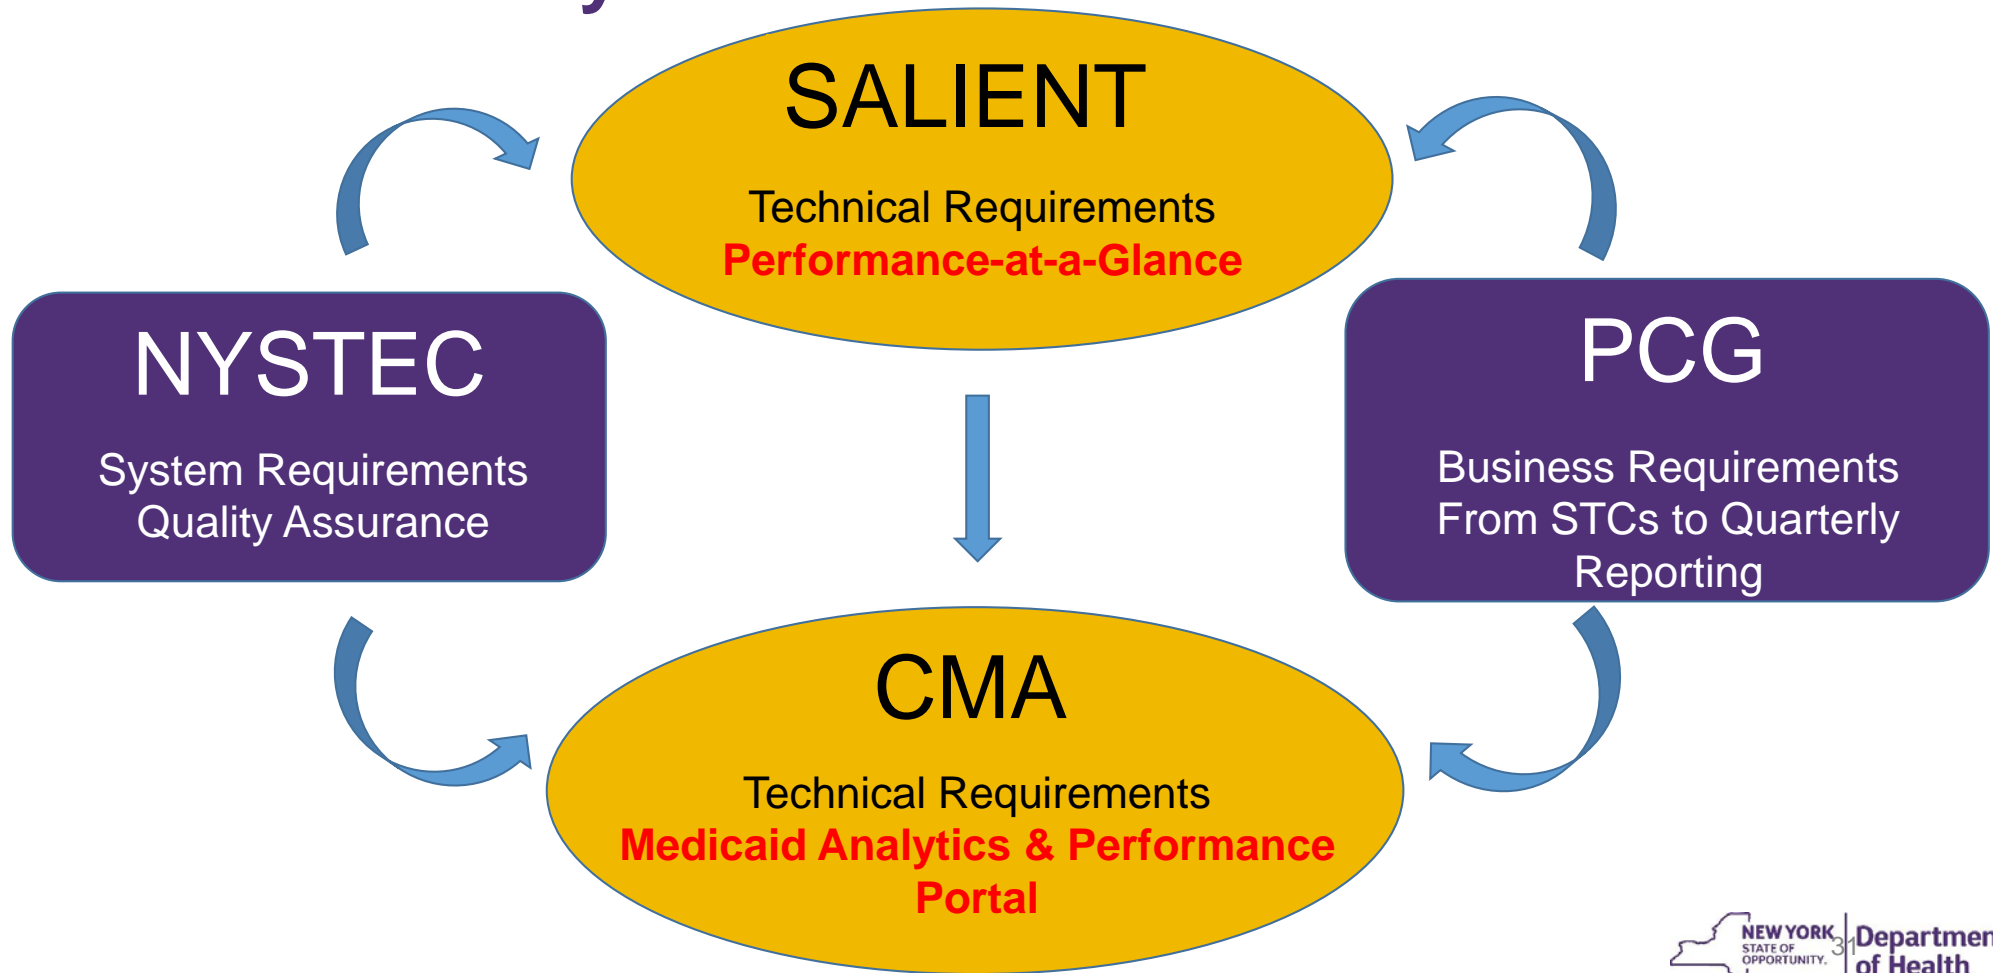 SALIENT
Technical Requirements
Performance-at-a-Glance
NYSTEC
System Requirements
Quality Assurance
PCG
Business Requirements
From STCs to Quarterly
Reporting
CMA
Technical Requirements
Medicaid Analytics & Performance
Portal
NEW YORK
STATE OF
OPPORTUNITY.
31
Departmen
of Health